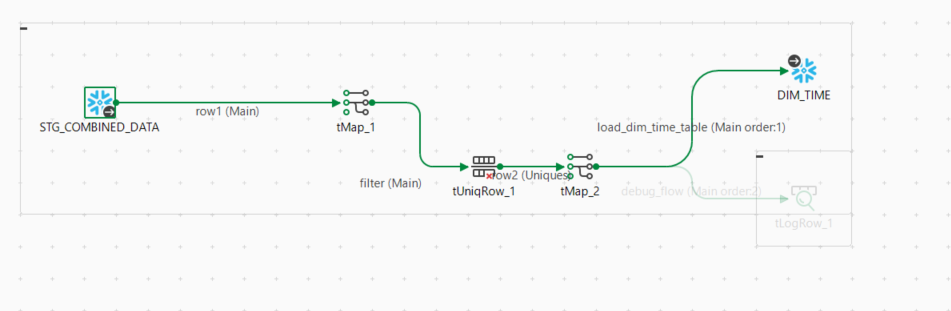 DIM_TIME
row1 (Main)
STG_COMBINED_DATA
tMap_1
load_dim_time_table (Main order:1)
row2 (Uniques)
filter (Main)
tUniqRow_1
tMap_2
debug_flow (Main order:2)
tLogRow_1